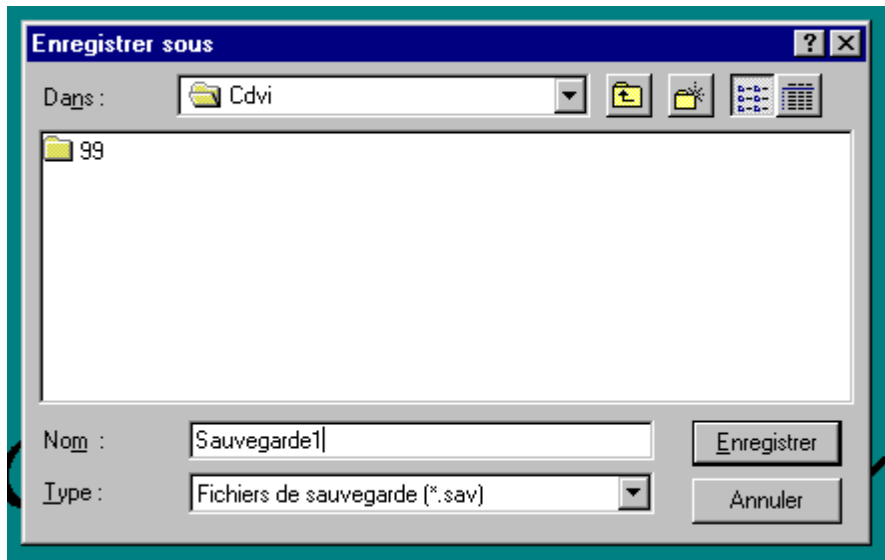 Enregistrer sous
Dans : Cdvi
99
Nom : Sauvegarde1 Enregistrer
Type : Fichiers de sauvegarde (*.sav) Annuler